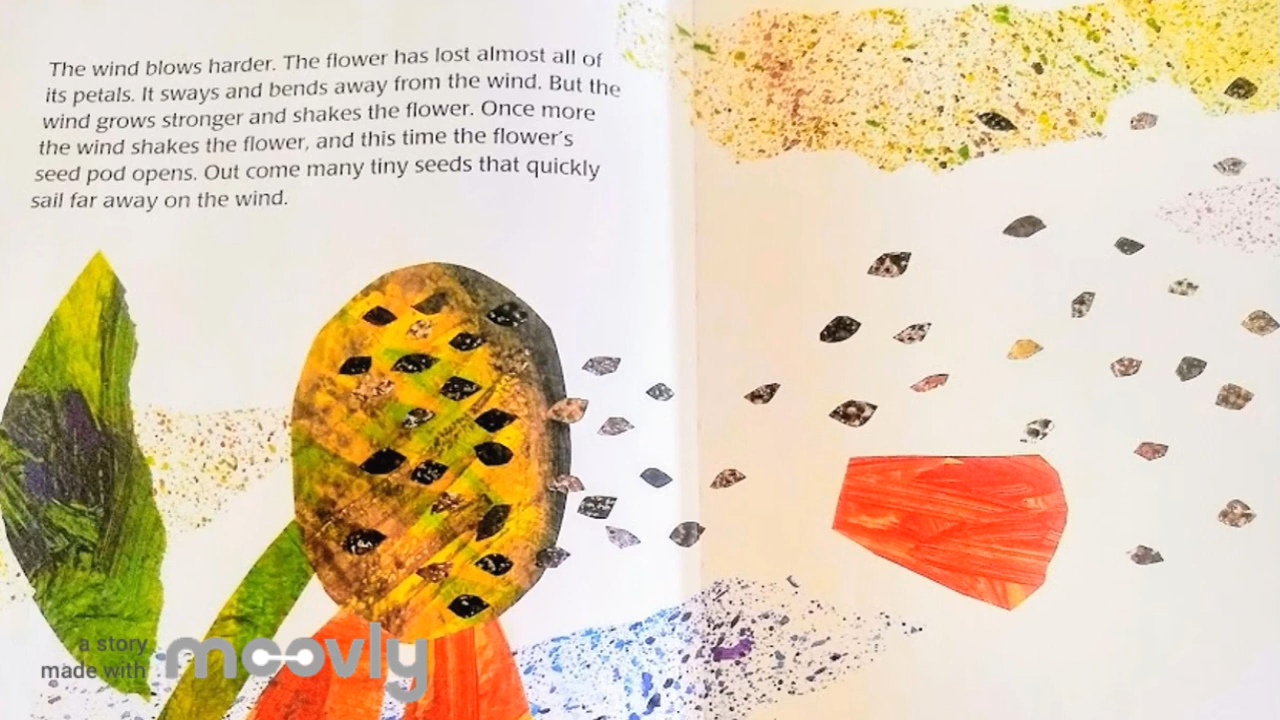 The wind blows harder. The flower has lost almost all of
its petals. It sways and bends away from the wind. But the
wind grows stronger and shakes the flower. Once more
the wind shakes the flower, and this time the flower's
seed pod opens. Out come many tiny seeds that quickly
sail far away on the wind.
a story
made with moovly